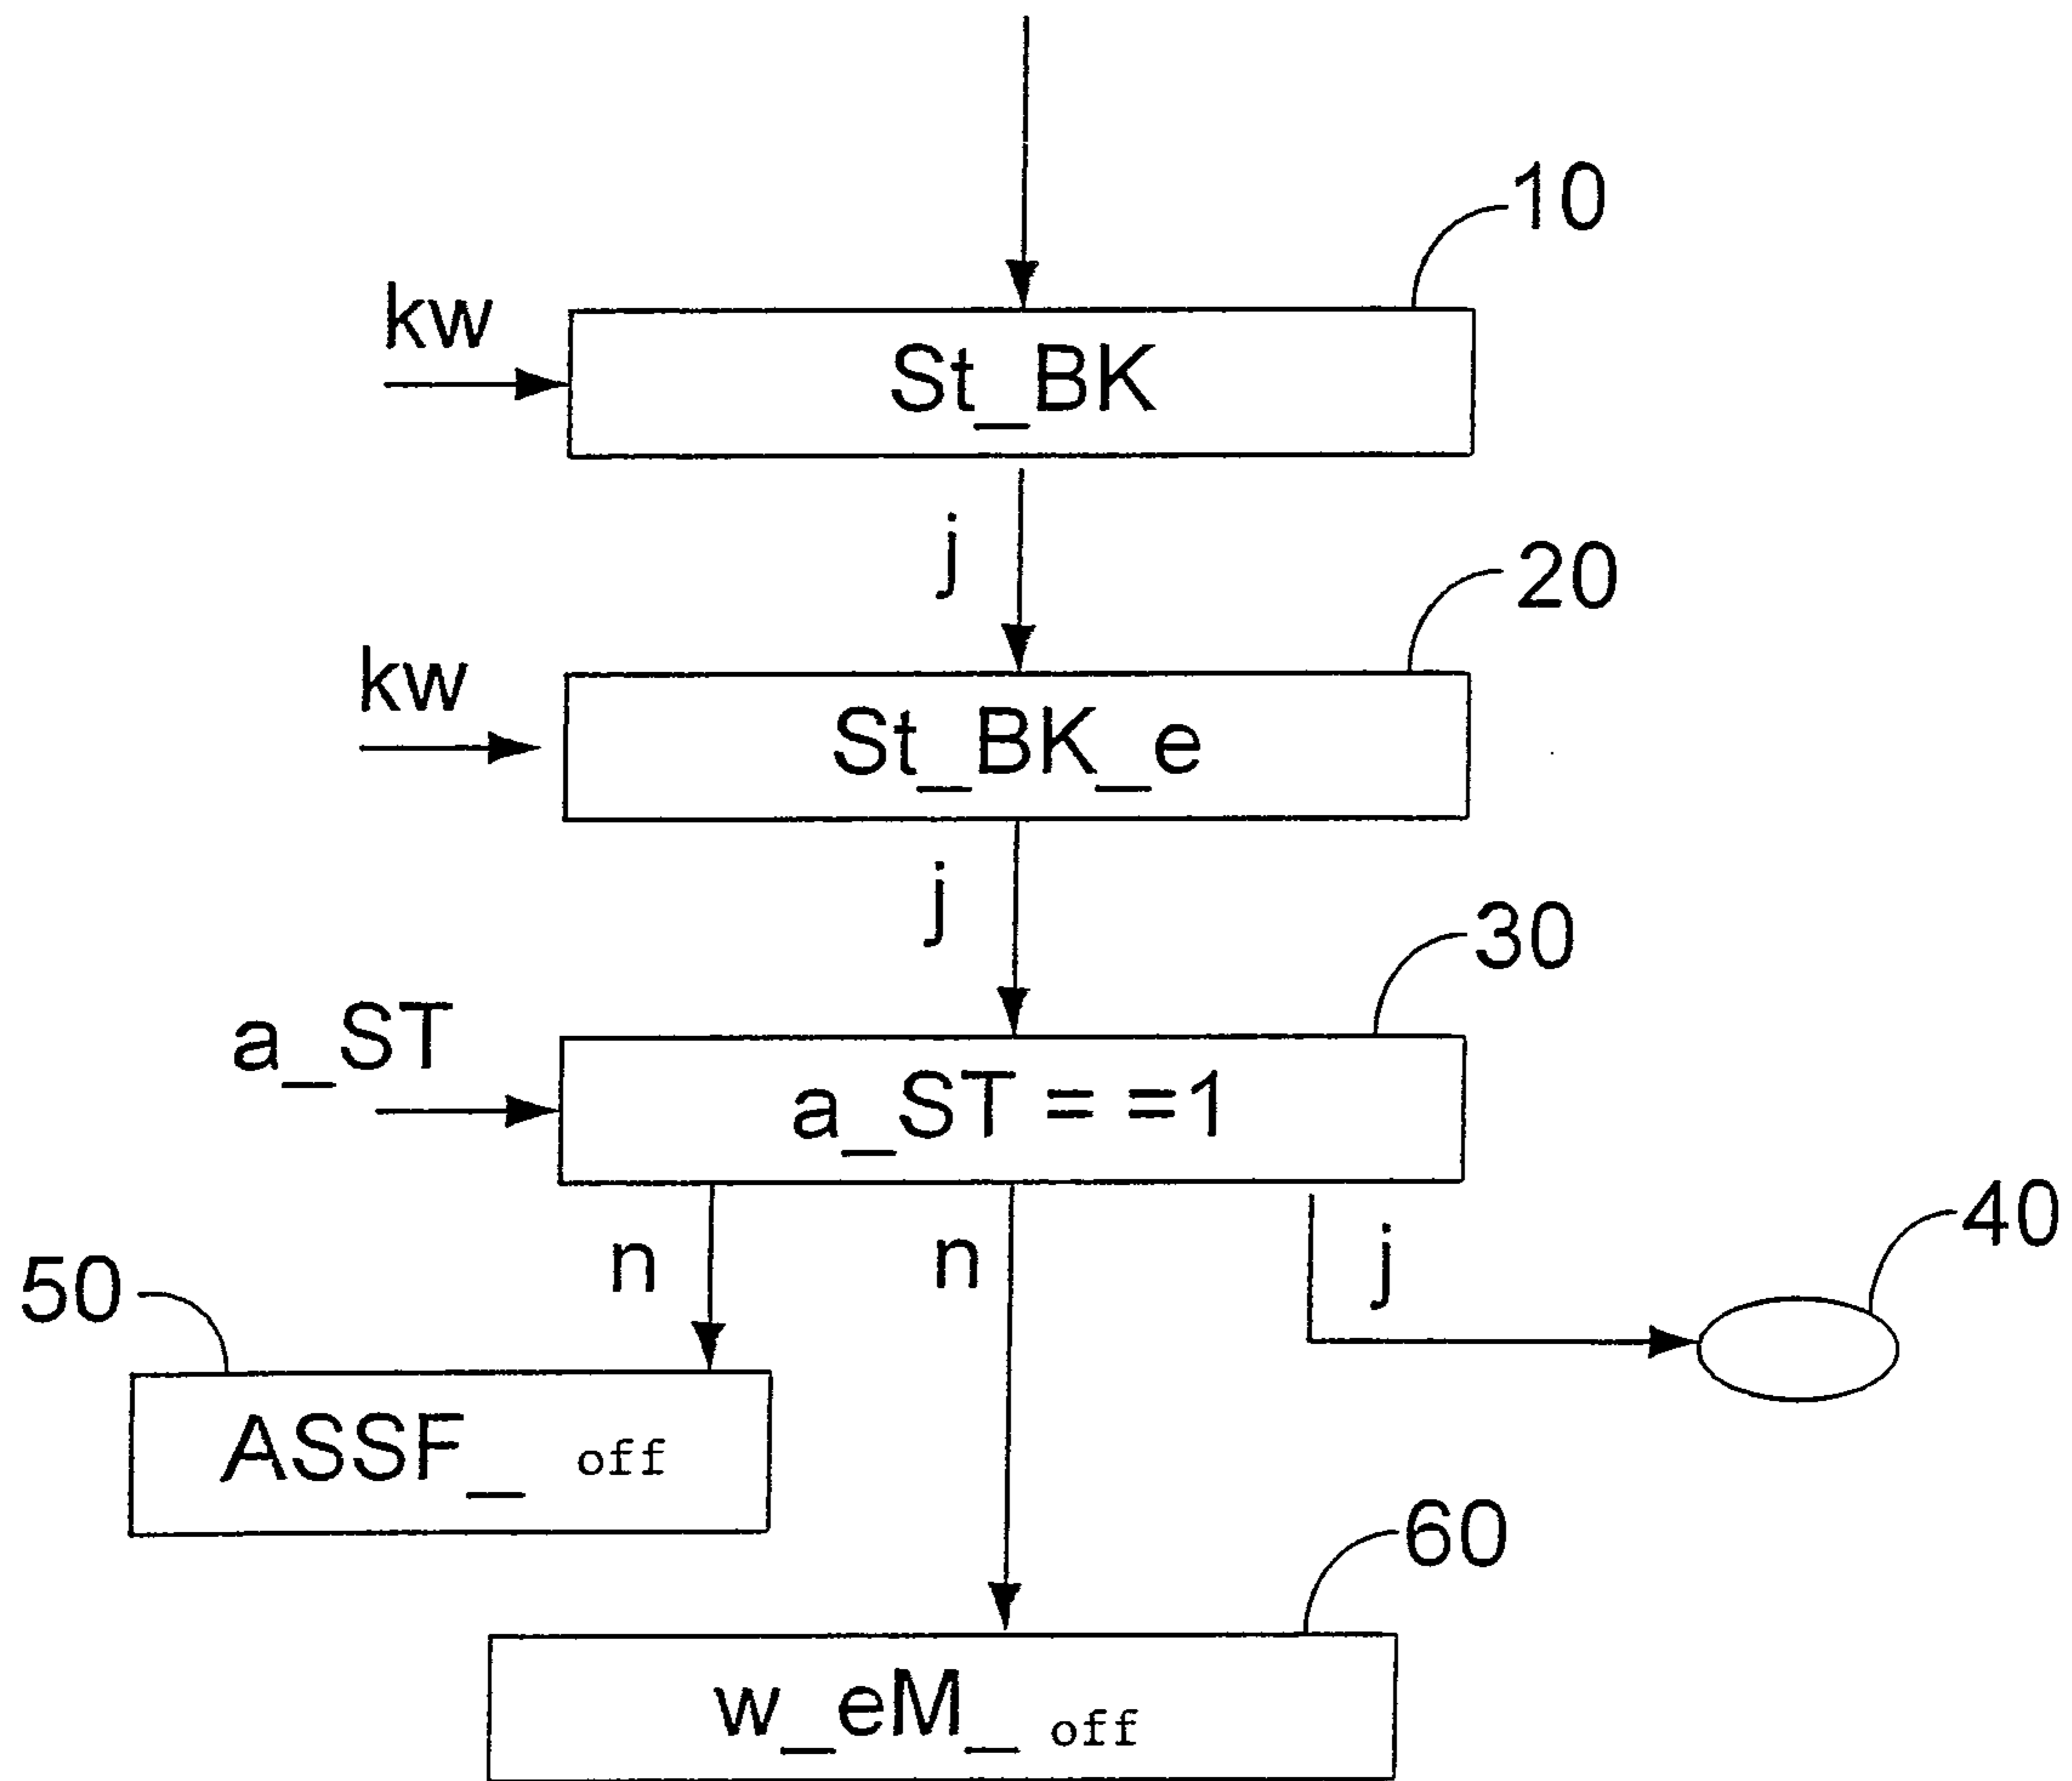 10
kw
St_BK
j
20
kw
St_BK_e
j
30
a_ST
a_ST = =1
n
n
j
40
50
ASSF_ off
60
w_eM_ off